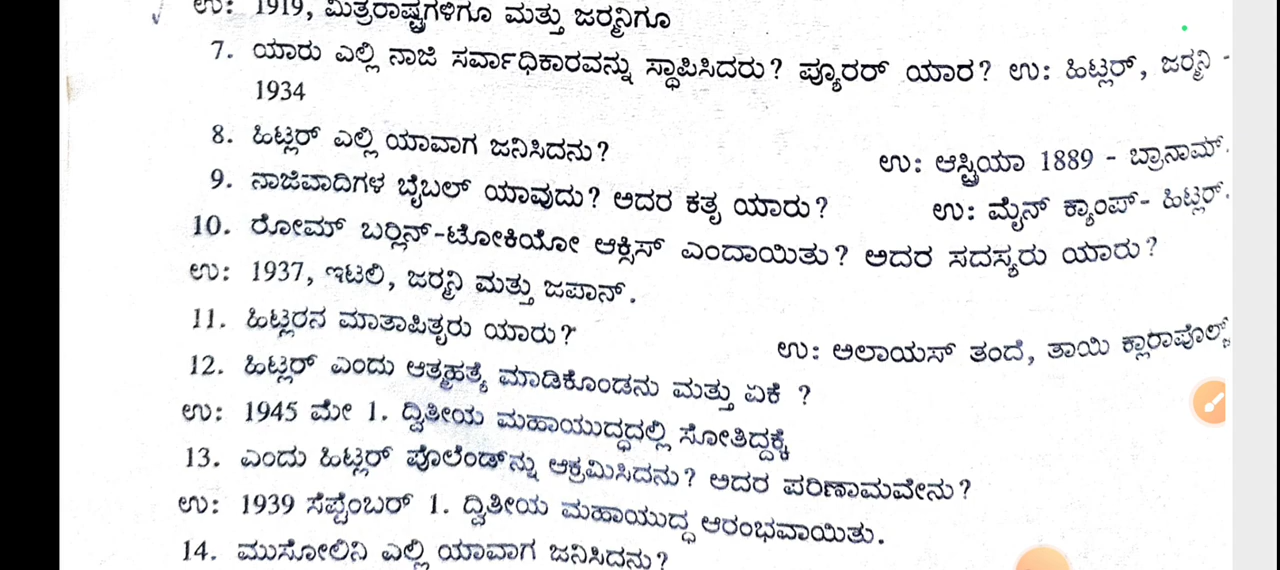 ಉ: 1919, ಮಿತ್ರರಾಷ್ಟ್ರಗಳಿಗೂ ಮತ್ತು ಜರ್‍ಮನಿಗೂ
7. ಯಾರು ಎಲ್ಲಿ ನಾಜಿ ಸರ್ವಾಧಿಕಾರವನ್ನು ಸ್ಥಾಪಿಸಿದರು? ಪ್ಯೂರರ್ ಯಾರ? ಉ: ಹಿಟ್ಲರ್, ಜರ್‍ಮನಿ -
1934
8. ಹಿಟ್ಲರ್ ಎಲ್ಲಿ ಯಾವಾಗ ಜನಿಸಿದನು? ಉ: ಆಸ್ಟ್ರಿಯಾ 1889 - ಬ್ರಾನಾಮ್.
9. ನಾಜಿವಾದಿಗಳ ಬೈಬಲ್ ಯಾವುದು? ಅದರ ಕತೃ ಯಾರು? ಉ: ಮೈನ್ ಕ್ಯಾಂಪ್- ಹಿಟ್ಲರ್.
10. ರೋಮ್ ಬರ್ಲಿನ್-ಟೋಕಿಯೋ ಆಕ್ಸಿಸ್ ಎಂದಾಯಿತು? ಅದರ ಸದಸ್ಯರು ಯಾರು?
ಉ: 1937, ಇಟಲಿ, ಜರ್‍ಮನಿ ಮತ್ತು ಜಪಾನ್.
11. ಹಿಟ್ಲರನ ಮಾತಾಪಿತೃರು ಯಾರು? ಉ: ಅಲಾಯಸ್ ತಂದೆ, ತಾಯಿ
12. ಹಿಟ್ಲರ್ ಎಂದು ಆತ್ಮಹತ್ಯೆ ಮಾಡಿಕೊಂಡನು ಮತ್ತು ಏಕೆ ?
ಉ: 1945 ಮೇ 1. ದ್ವಿತೀಯ ಮಹಾಯುದ್ಧದಲ್ಲಿ ಸೋತಿದ್ದಕ್ಕೆ
13. ಎಂದು ಹಿಟ್ಲರ್ ಪೊಲೆಂಡ್‌ನ್ನು ಆಕ್ರಮಿಸಿದನು? ಅದರ ಪರಿಣಾಮವೇನು?
ಉ: 1939 ಸೆಪ್ಟೆಂಬರ್ 1. ದ್ವಿತೀಯ ಮಹಾಯುದ್ಧ ಆರಂಭವಾಯಿತು.
14. ಮುಸೋಲಿನಿ ಎಲ್ಲಿ ಯಾವಾಗ ಜನಿಸಿದನು?